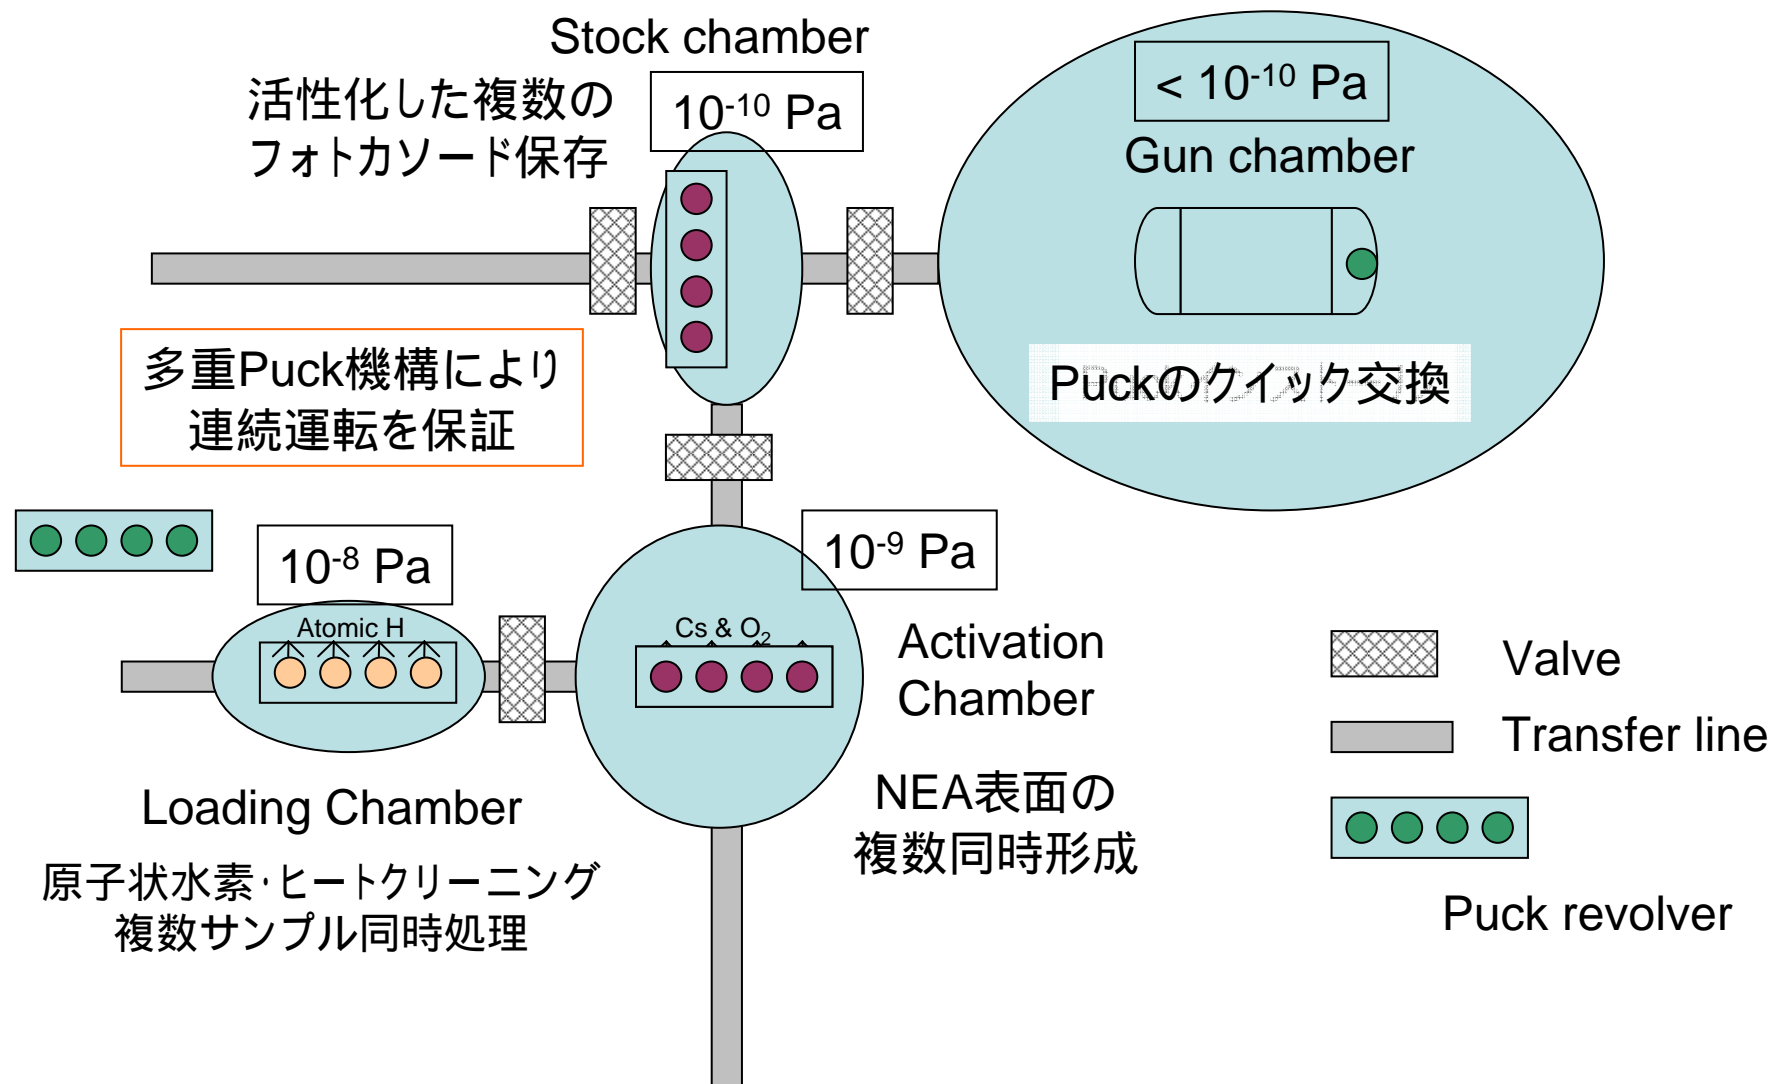 Stock chamber
活性化した複数の
フォトカソード保存
10-10 Pa
< 10-10 Pa
Gun chamber
Puckのクイック交換
多重Puck機構により
連続運転を保証
10-8 Pa
Atomic H
10-9 Pa
Cs & O2
Activation
Chamber
NEA表面の
複数同時形成
Loading Chamber
原子状水素・ヒートクリーニング
複数サンプル同時処理
Valve
Transfer line
Puck revolver